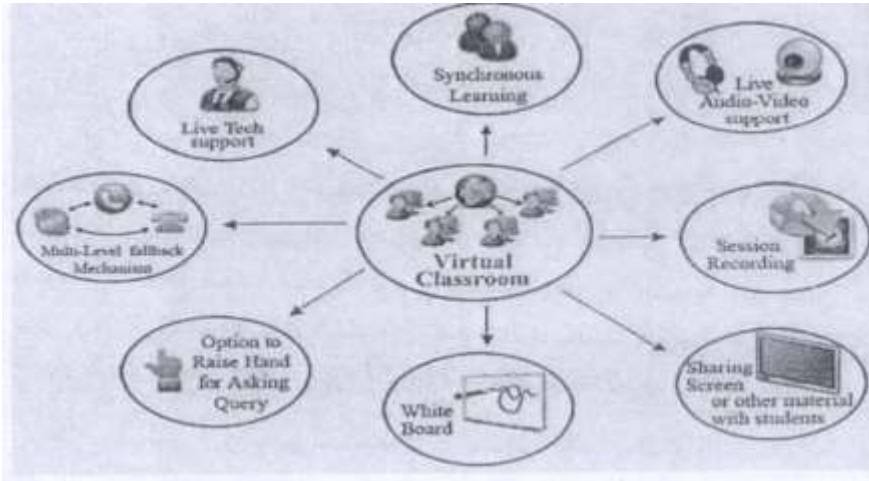 Synchronous
Learning
Live Tech
support
Live
Audio-Video
support
Multi-Level fallback
Mechanism
Virtual
Classroom
Session
Recording
Option to
Raise Hand
for Asking
Query
White
Board
Sharing
Screen
or other material
with students